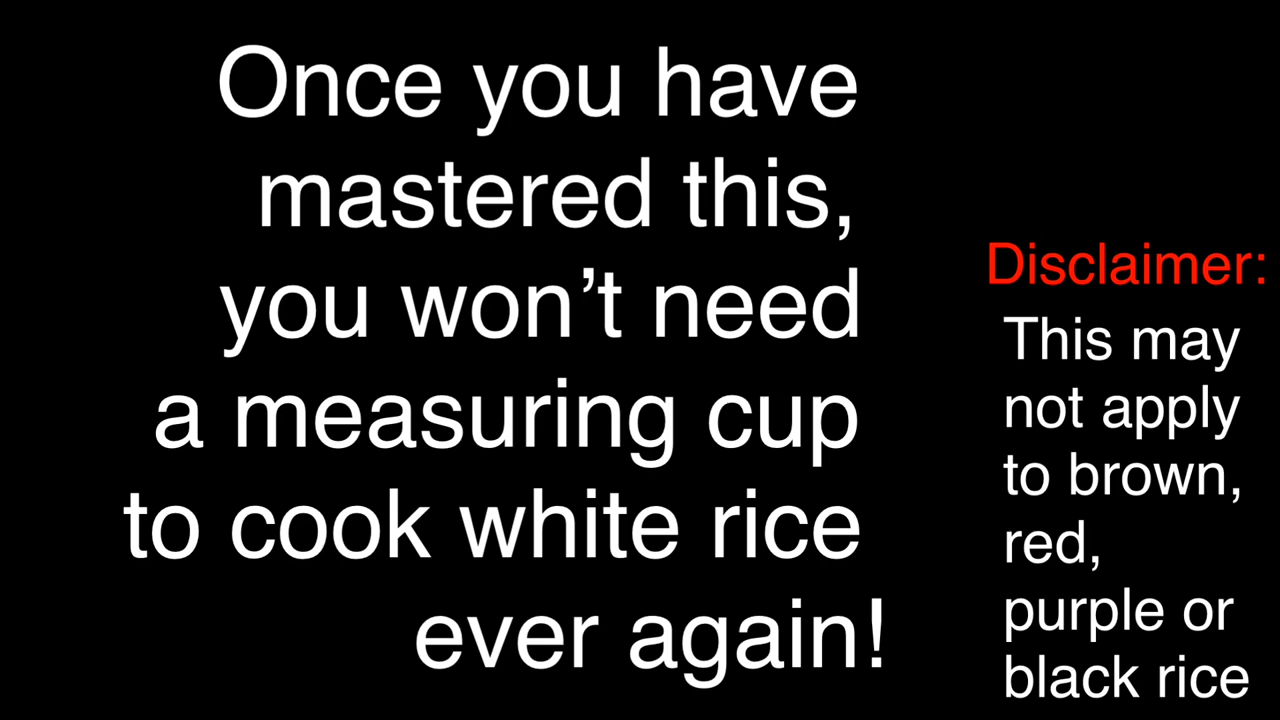 Once you have
mastered this,
you won’t need
a measuring cup
to cook white rice
ever again!
Disclaimer:
This may
not apply
to brown,
red,
purple or
black rice